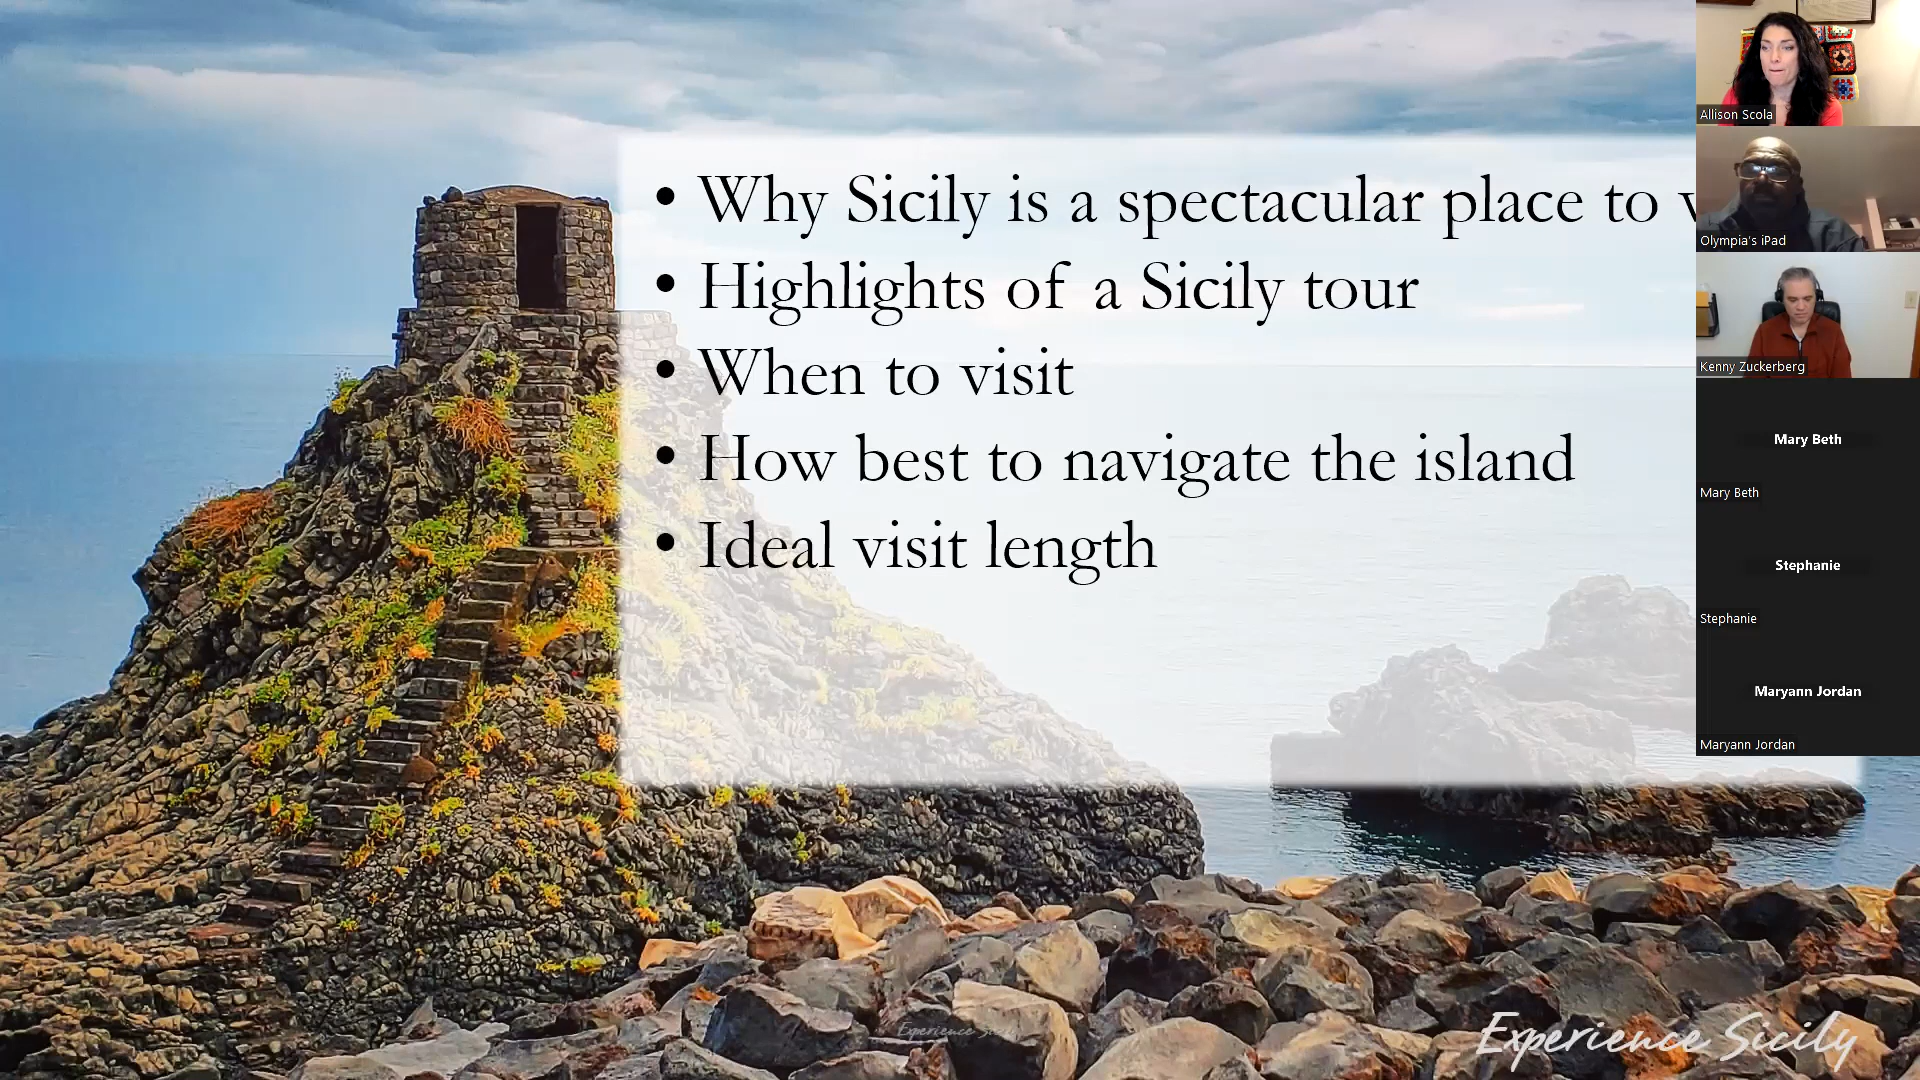 • Why Sicily is a spectacular place to
• Highlights of a Sicily tour
• When to visit
• How best to navigate the island
• Ideal visit length
Allison Scola
Olympia's iPad
Kenny Zuckerberg
Mary Beth
Mary Beth
Stephanie
Stephanie
Maryann Jordan
Maryann Jordan
Experience Sicily
Experience Sicily